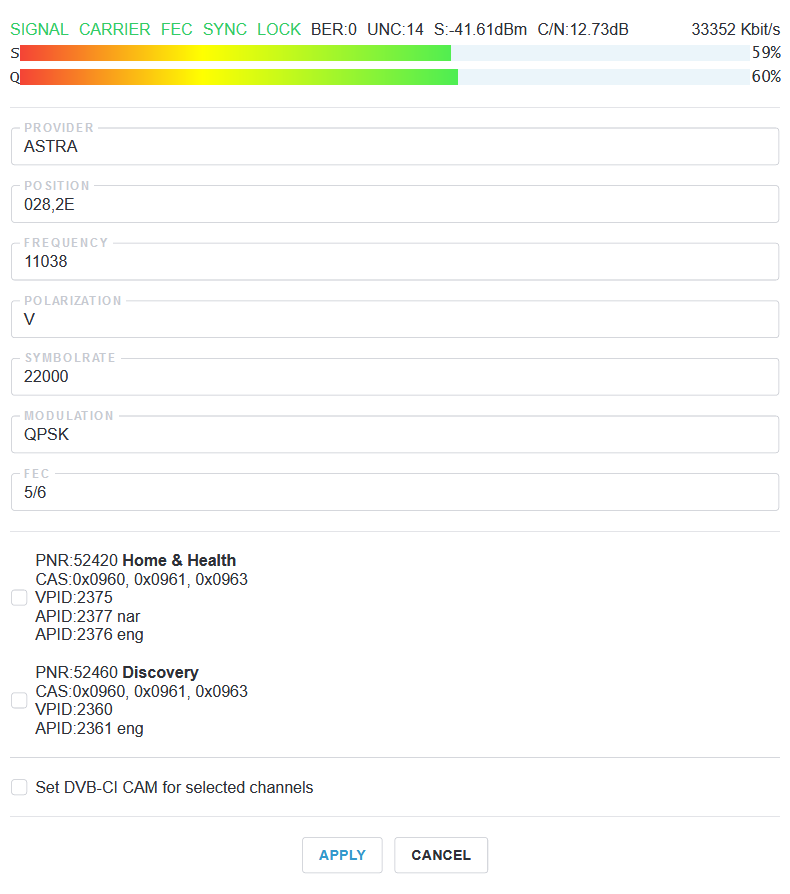 SIGNAL CARRIER FEC SYNC LOCK BER:0 UNC:14 S:-41.61dBm C/N:12.73dB 33352 Kbit/s
S 59%
Q 60%
PROVIDER
ASTRA
POSITION
028,2E
FREQUENCY
11038
POLARIZATION
V
SYMBOLRATE
22000
MODULATION
QPSK
FEC
5/6
PNR:52420 Home & Health
CAS:0x0960, 0x0961, 0x0963
VPID:2375
APID:2377 nar
APID:2376 eng
PNR:52460 Discovery
CAS:0x0960, 0x0961, 0x0963
VPID:2360
APID:2361 eng
Set DVB-CI CAM for selected channels
APPLY CANCEL